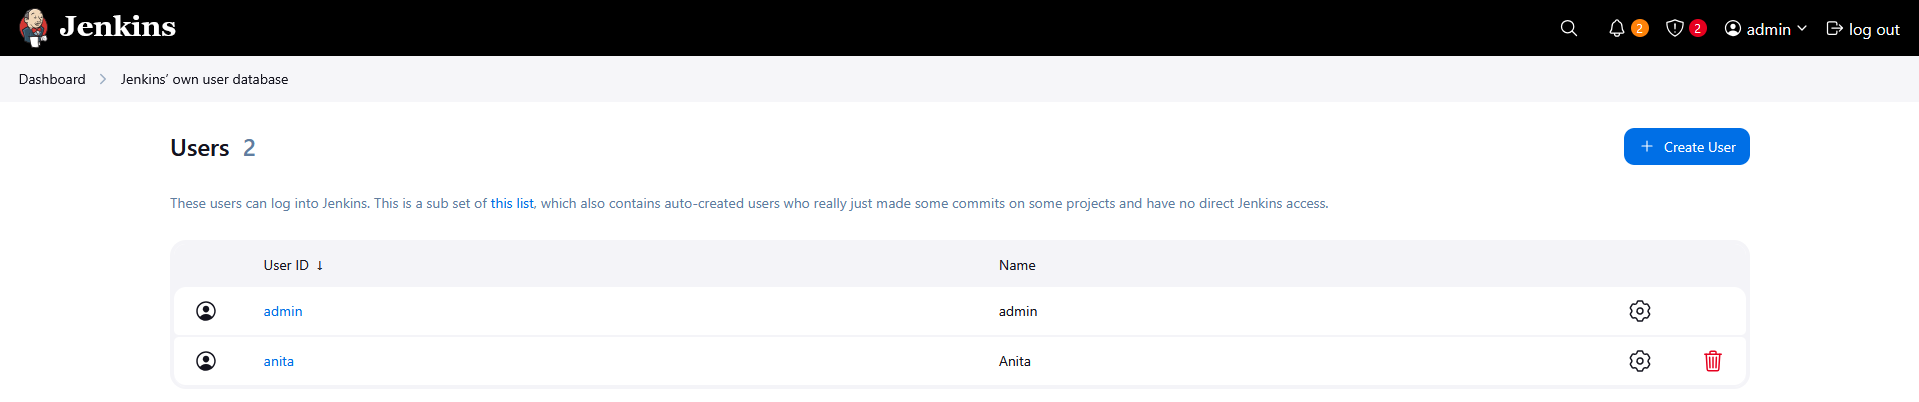 Jenkins 2 2 admin log out
Dashboard Jenkins’ own user database
Users 2 Create User
These users can log into Jenkins. This is a sub set of this list, which also contains auto-created users who really just made some commits on some projects and have no direct Jenkins access.
User ID ↓ Name
admin admin
anita Anita